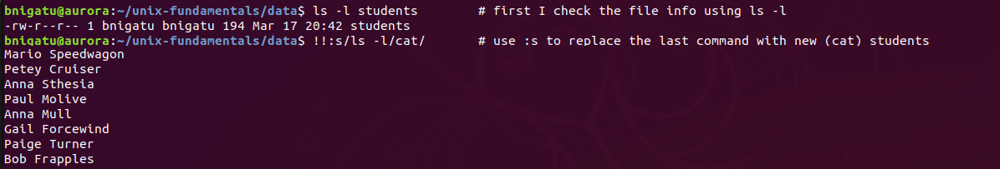 bnigatu@aurora:~/unix-fundamentals/data$ ls -l students        # first I check the file info using ls -l
-rw-r--r-- 1 bnigatu bnigatu 194 Mar 17 20:42 students
bnigatu@aurora:~/unix-fundamentals/data$ !!:s/ls -l/cat/       # use :s to replace the last command with new (cat) students
Mario Speedwagon
Petey Cruiser
Anna Sthesia
Paul Molive
Anna Mull
Gail Forcewind
Paige Turner
Bob Frapples